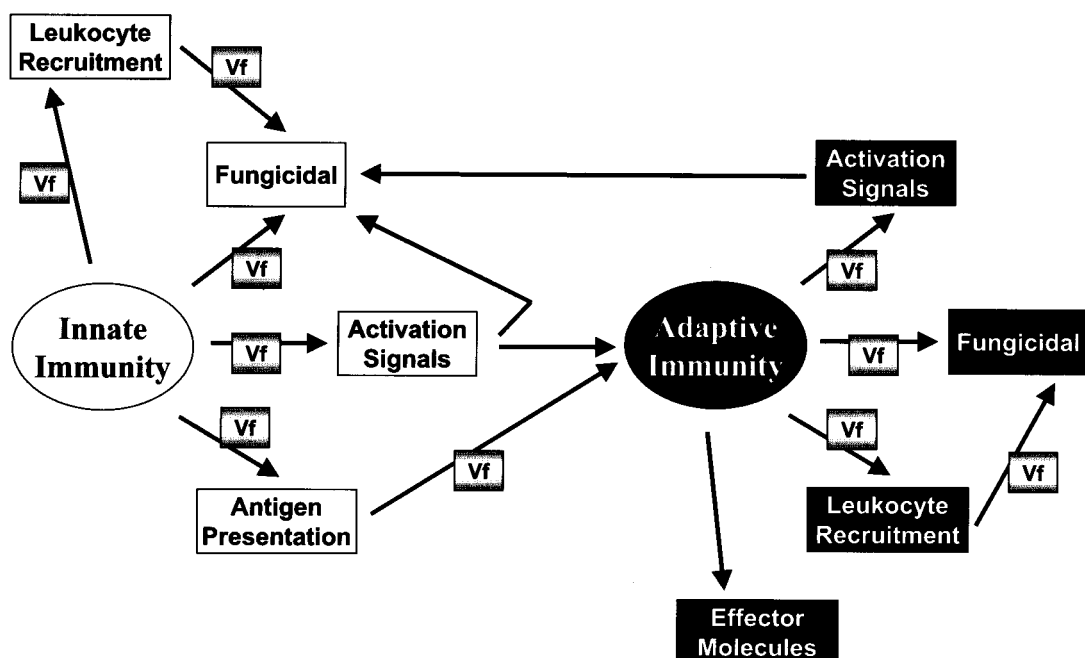 Leukocyte
Recruitment
Vf
Fungicidal
Activation
Signals
Vf
Vf
Vf
Innate
Immunity
Vf
Activation
Signals
Adaptive
Immunity
Vf
Fungicidal
Vf
Vf
Vf
Vf
Antigen
Presentation
Leukocyte
Recruitment
Effector
Molecules